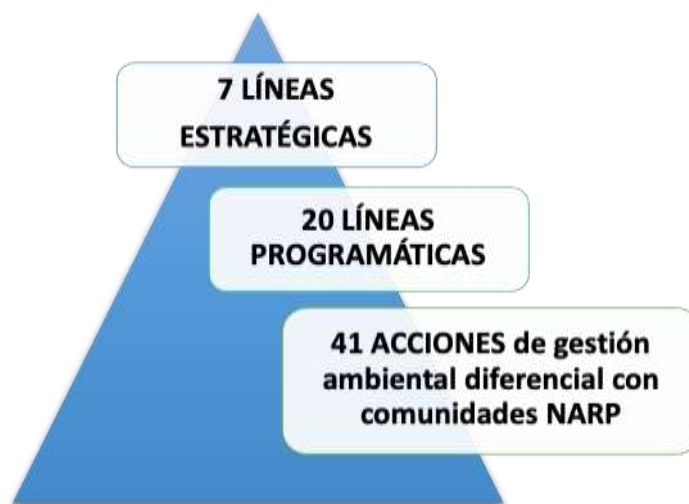 7 LÍNEAS
ESTRATÉGICAS
20 LÍNEAS
PROGRAMÁTICAS
41 ACCIONES de gestión
ambiental diferencial con
comunidades NARP